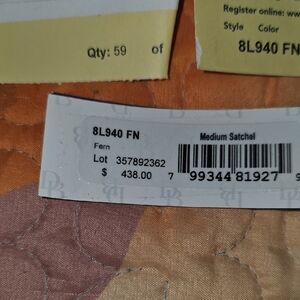 Register online: ww
Style Color
8L940 FN
Qty: 59 of
8L940 FN
Medium Satchel
Fern
Lot 357892362
$ 438.00
7 99344 81927 9